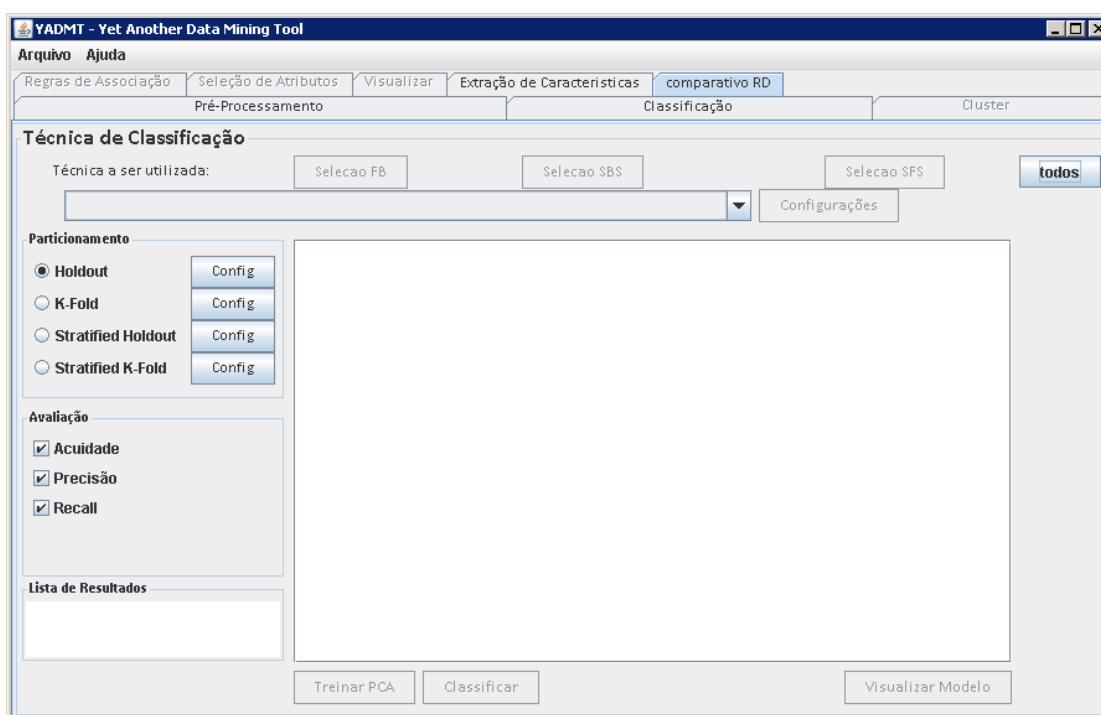 YADMT - Yet Another Data Mining Tool
Arquivo Ajuda
Regras de Associação Seleção de Atributos Visualizar Extração de Caracteristicas comparativo RD
Pré-Processamento Classificação Cluster
Técnica de Classificação
Técnica a ser utilizada: Selecao FB Selecao SBS Selecao SFS todos
Configurações
Particionamento
Holdout Config
K-Fold Config
Stratified Holdout Config
Stratified K-Fold Config
Avaliação
Acuidade
Precisão
Recall
Lista de Resultados
Treinar PCA Classificar Visualizar Modelo